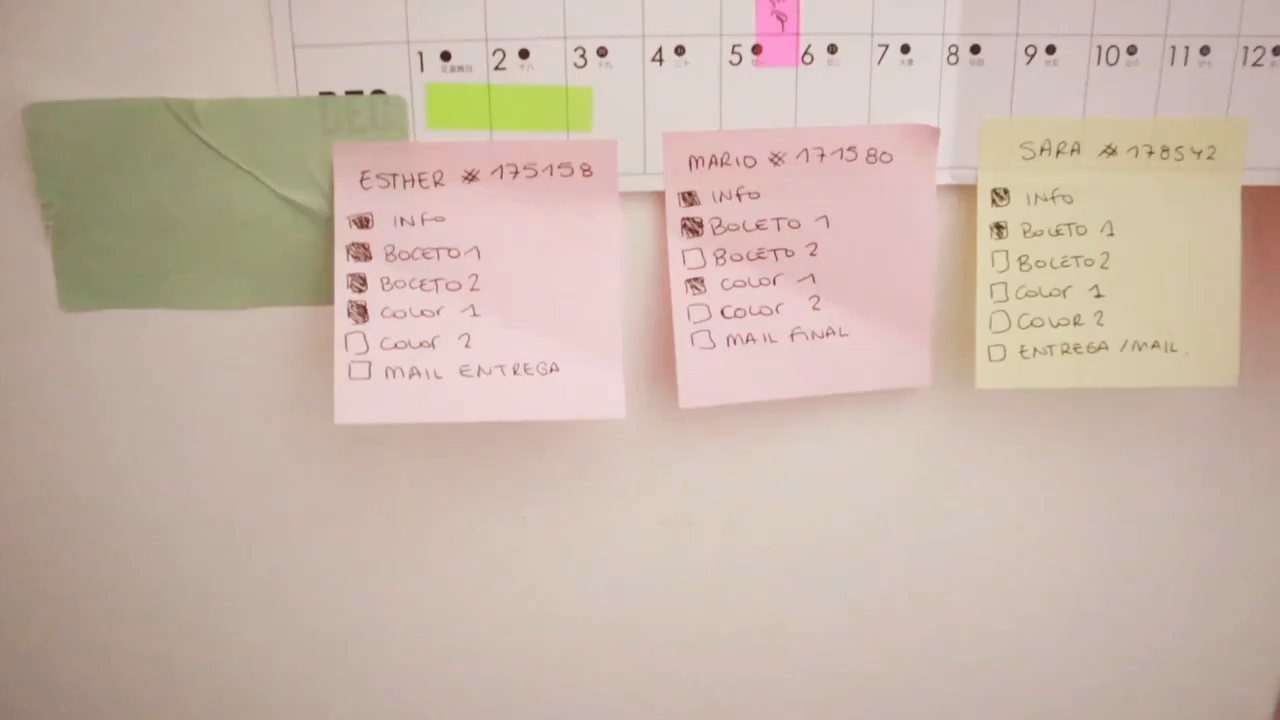 1 2 3 4 5 6 7 8 9 10 11 12
DEC
ESTHER # 175158
INFO
BOCETO 1
BOCETO 2
COLOR 1
COLOR 2
MAIL ENTREGA
MARIO # 171580
INFO
BOCETO 1
BOCETO 2
COLOR 1
COLOR 2
MAIL FINAL
SARA # 178542
INFO
BOCETO 1
BOCETO 2
COLOR 1
COLOR 2
ENTREGA / MAIL.